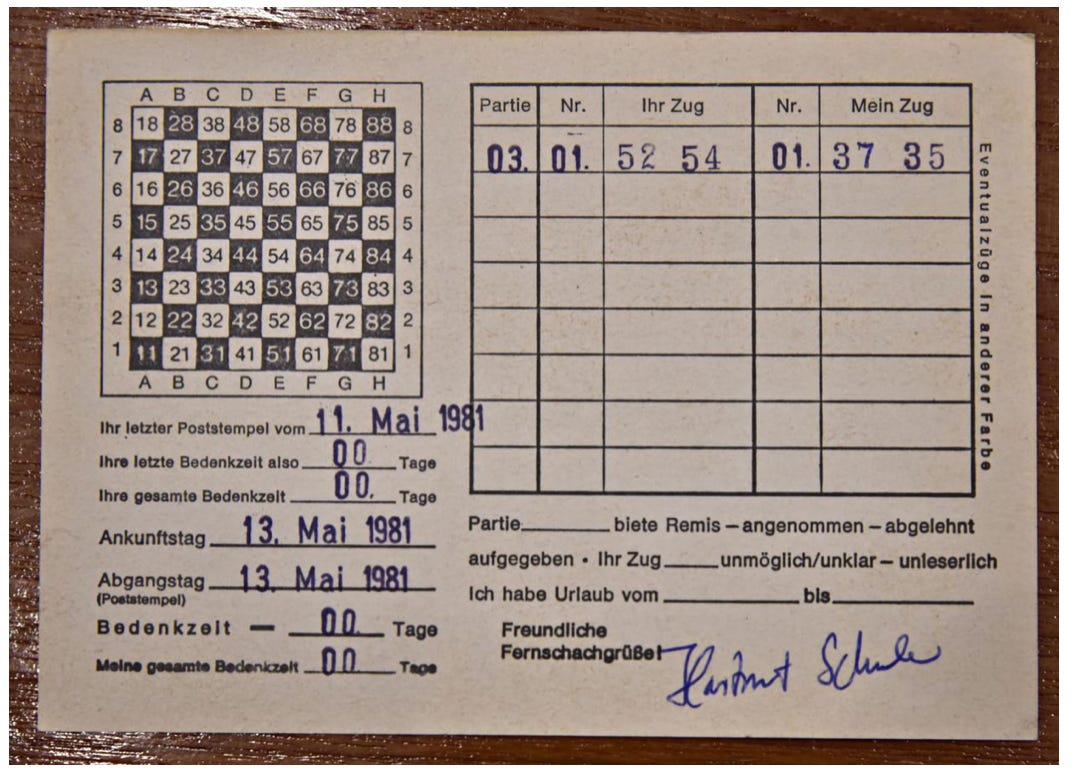 A B C D E F G H
8 18 28 38 48 58 68 78 88 8
7 17 27 37 47 57 67 77 87 7
6 16 26 36 46 56 66 76 86 6
5 15 25 35 45 55 65 75 85 5
4 14 24 34 44 54 64 74 84 4
3 13 23 33 43 53 63 73 83 3
2 12 22 32 42 52 62 72 82 2
1 11 21 31 41 51 61 71 81 1
A B C D E F G H
Ihr letzter Poststempel vom 11. Mai 1981
Ihre letzte Bedenkzeit also 00 Tage
Ihre gesamte Bedenkzeit 00. Tage
Ankunftstag 13. Mai 1981
Abgangstag 13. Mai 1981
(Poststempel)
Bedenkzeit — 00 Tage
Meine gesamte Bedenkzeit 00 Tage
Partie Nr. Ihr Zug Nr. Mein Zug
03. 01. 52 54 01. 37 35
Eventualzüge in anderer Farbe
Partie biete Remis – angenommen – abgelehnt
aufgegeben · Ihr Zug unmöglich/unklar – unleserlich
Ich habe Urlaub vom bis
Freundliche
Fernschachgrüße!
Hartmut